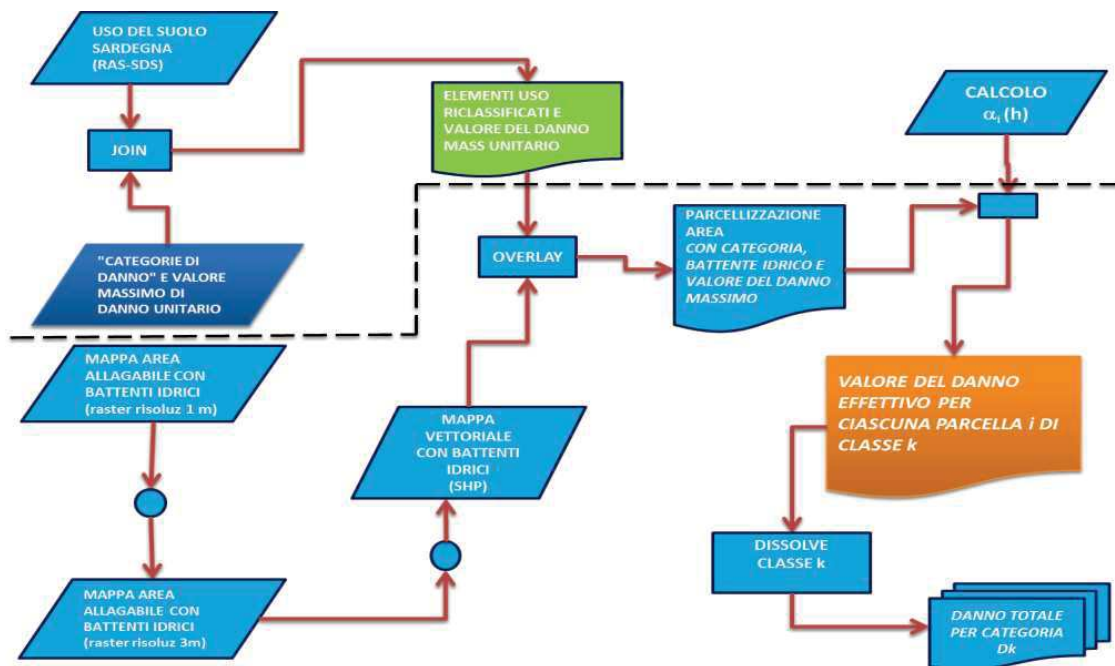 USO DEL SUOLO
SARDEGNA
(RAS-SDS)
JOIN
"CATEGORIE DI
DANNO" E VALORE
MASSIMO DI
DANNO UNITARIO
ELEMENTI USO
RICLASSIFICATI E
VALORE DEL DANNO
MASS UNITARIO
CALCOLO
αi (h)
OVERLAY
PARCELLIZZAZIONE
AREA
CON CATEGORIA,
BATTENTE IDRICO E
VALORE DEL DANNO
MASSIMO
MAPPA AREA
ALLAGABILE CON
BATTENTI IDRICI
(raster risoluz 1 m)
MAPPA
VETTORIALE
CON BATTENTI
IDRICI
(SHP)
MAPPA AREA
ALLAGABILE CON
BATTENTI IDRICI
(raster risoluz 3m)
VALORE DEL DANNO
EFFETTIVO PER
CIASCUNA PARCELLA i DI
CLASSE k
DISSOLVE
CLASSE k
DANNO TOTALE
PER CATEGORIA
Dk